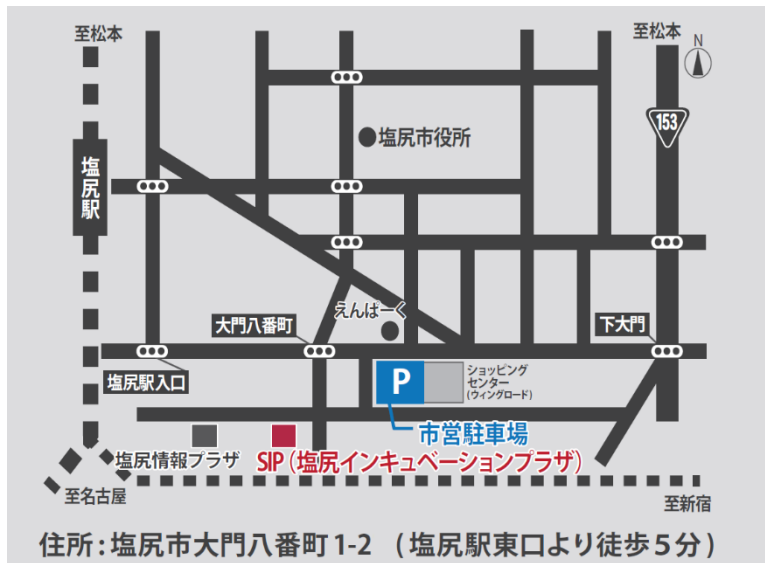 至松本
至松本
N
153
塩尻市役所
塩尻駅
えんぱーく
大門八番町
下大門
塩尻駅入口
P
ショッピング
センター
(ウィングロード)
市営駐車場
塩尻情報プラザ
SIP(塩尻インキュベーションプラザ)
至名古屋
至新宿
住所:塩尻市大門八番町1-2 (塩尻駅東口より徒歩5分)